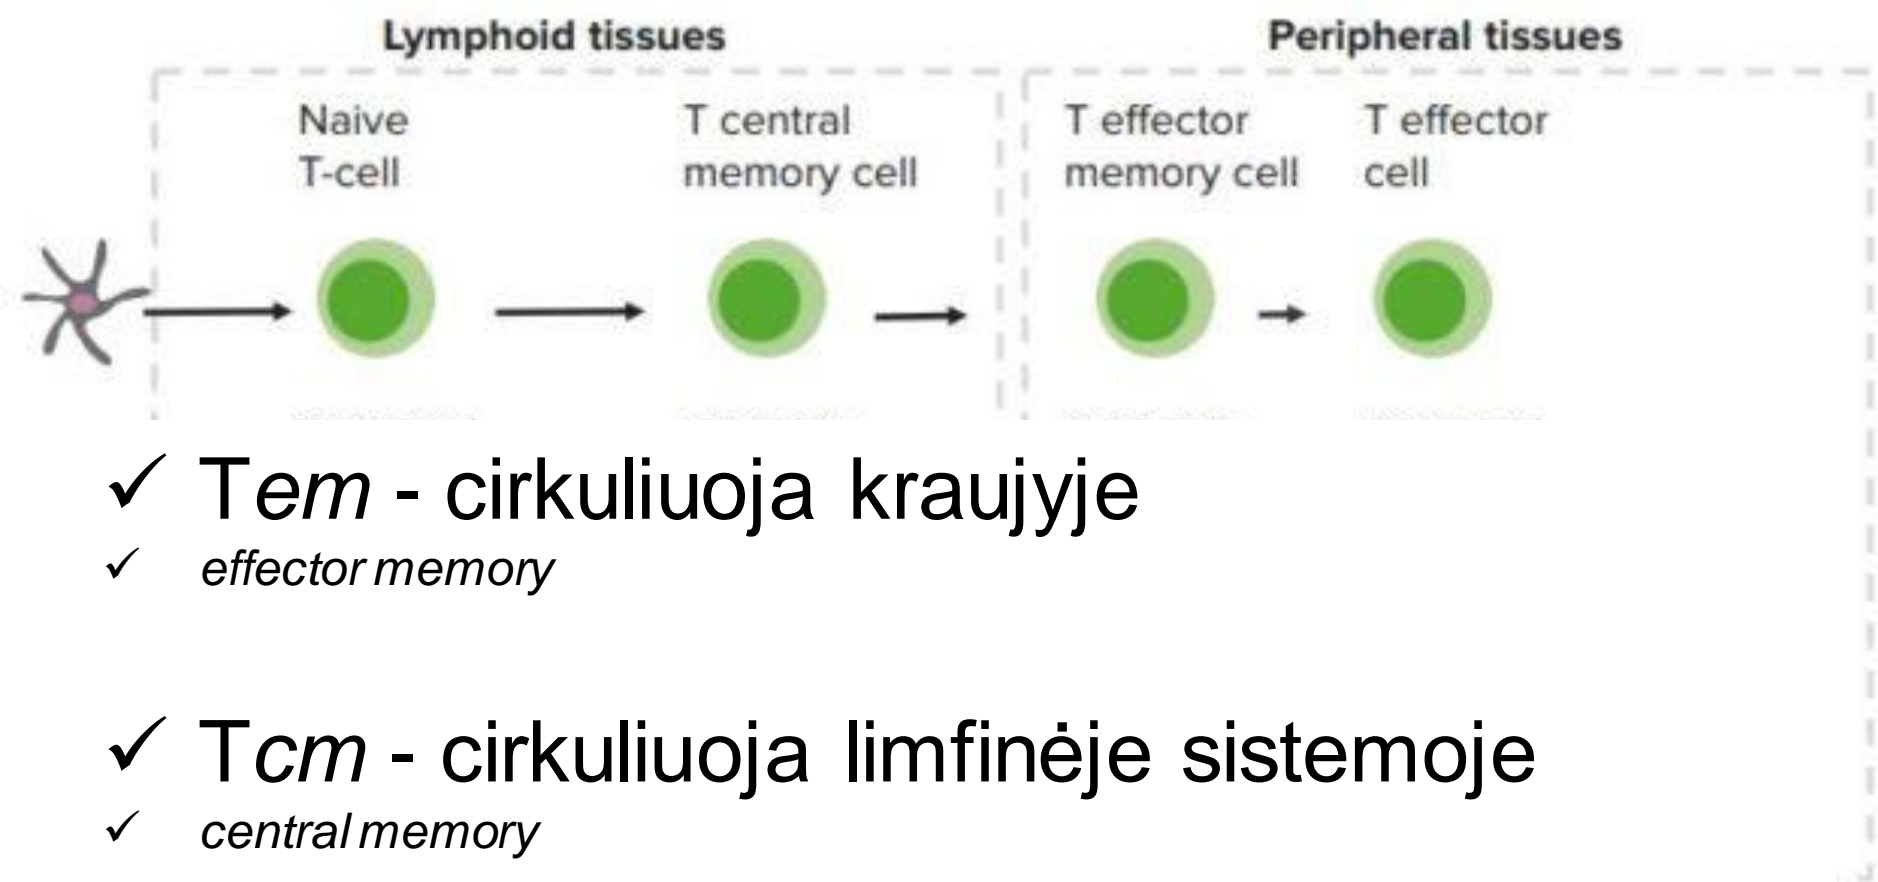 Lymphoid tissues
Peripheral tissues
Naive
T-cell
T central
memory cell
T effector
memory cell
T effector
cell
✓ Tem - cirkuliuoja kraujyje
✓ effector memory
✓ Tcm - cirkuliuoja limfinėje sistemoje
✓ central memory